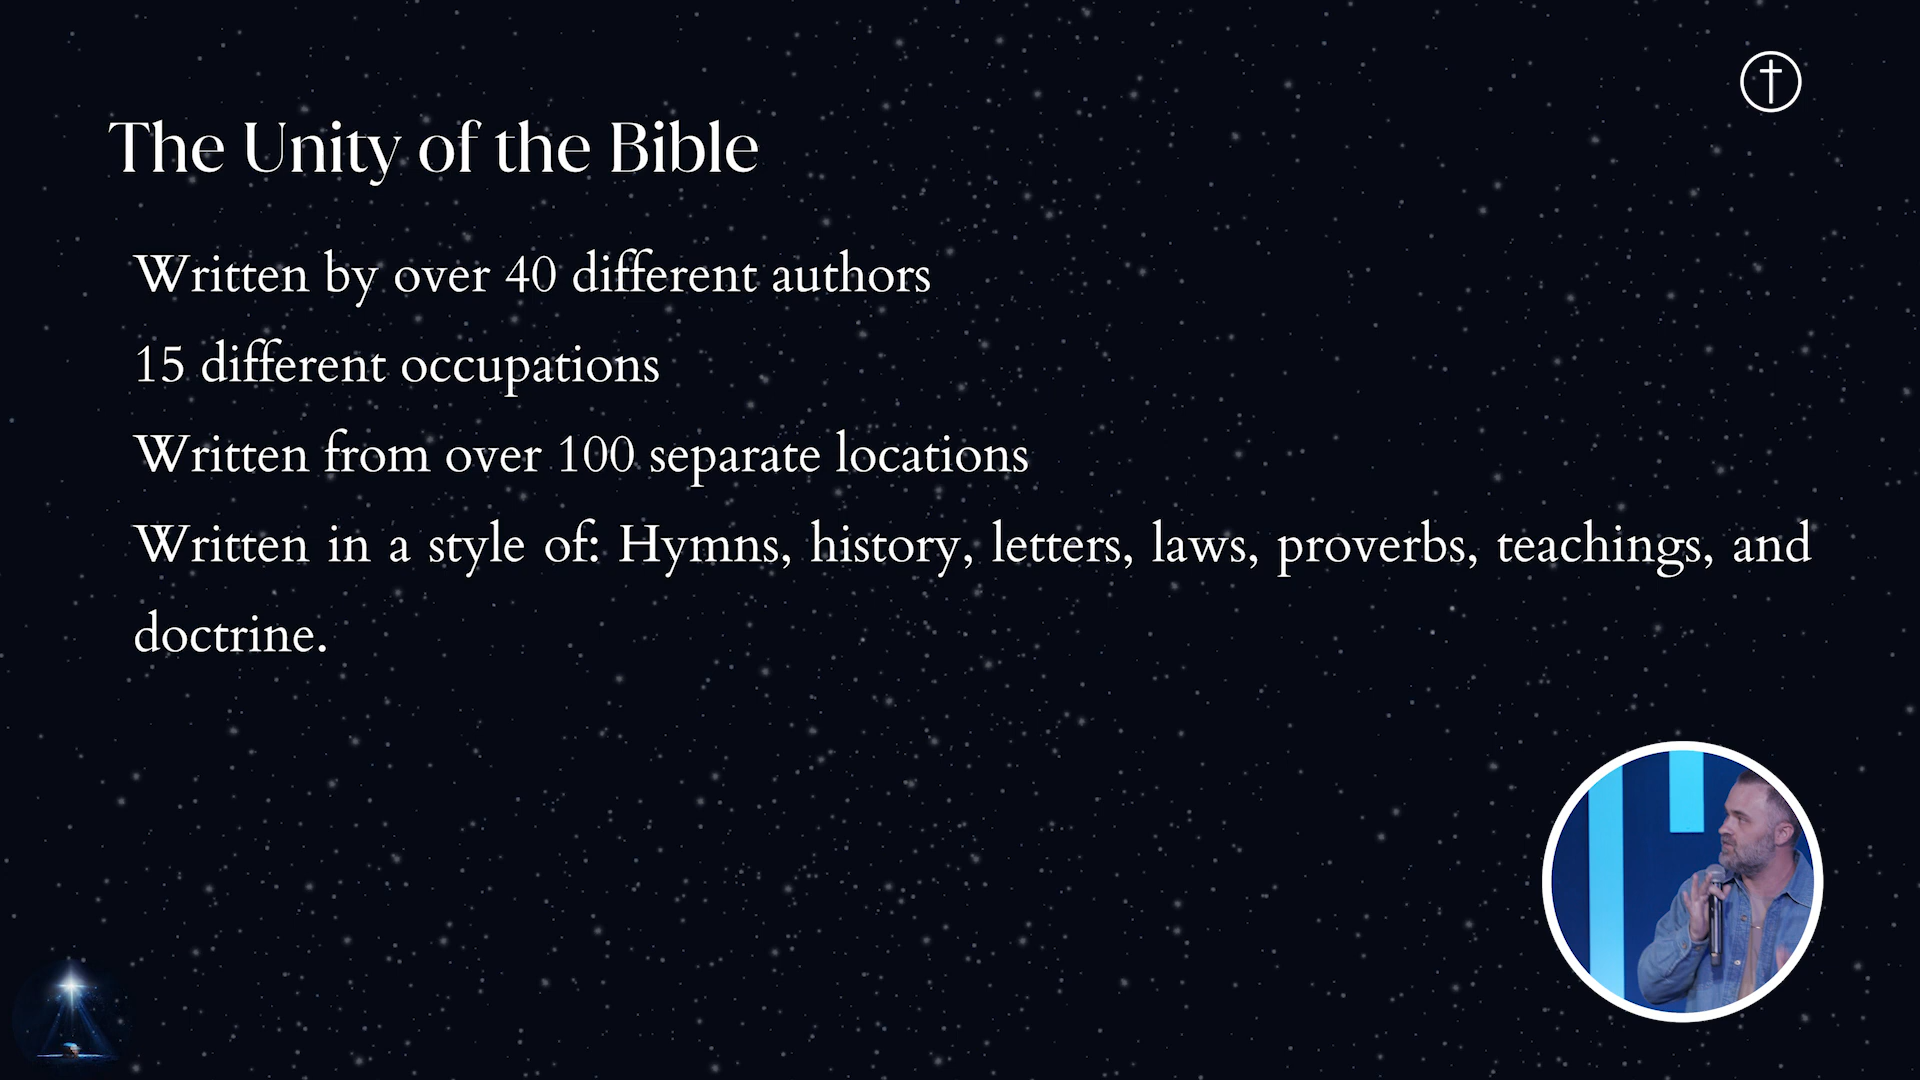 The Unity of the Bible
Written by over 40 different authors
15 different occupations
Written from over 100 separate locations
Written in a style of: Hymns, history, letters, laws, proverbs, teachings, and
doctrine.